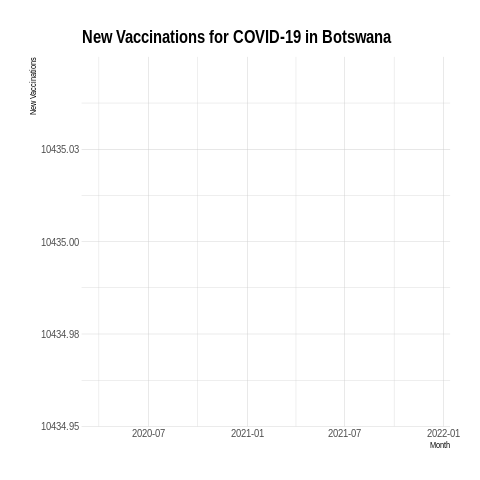 New Vaccinations for COVID-19 in Botswana
New Vaccinations
10435.03
10435.00
10434.98
10434.95
2020-07 2021-01 2021-07 2022-01
Month